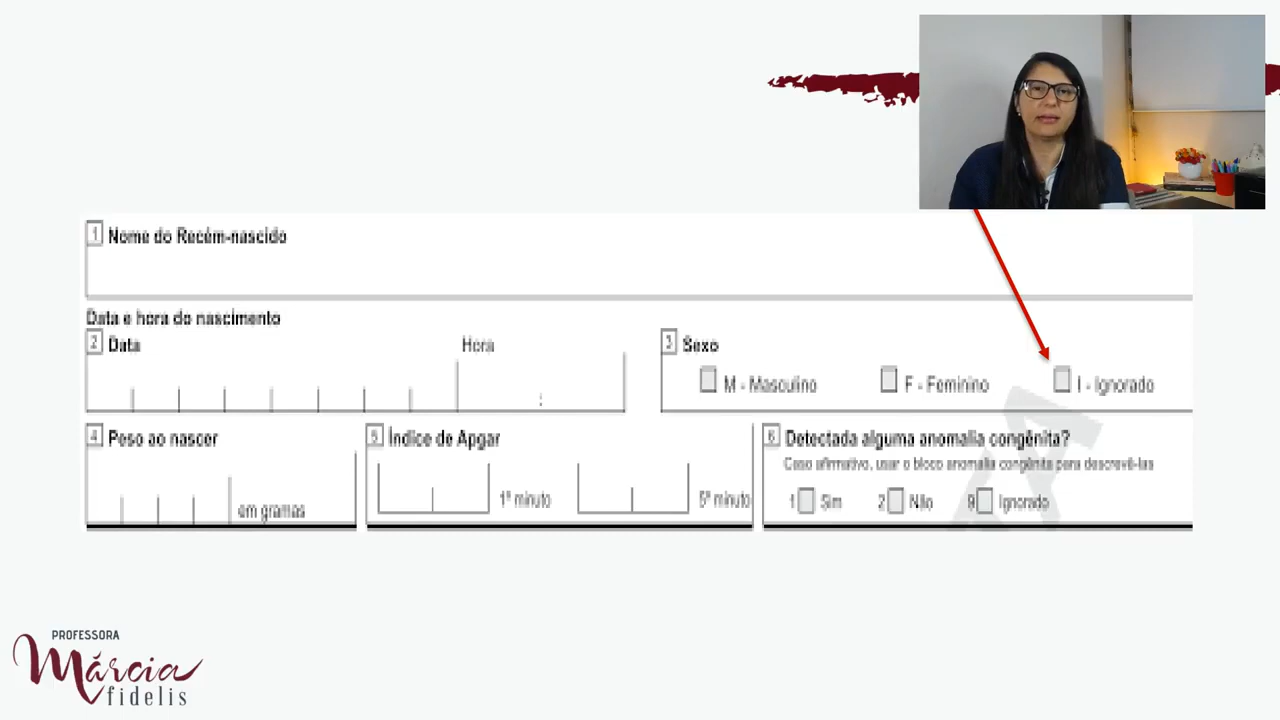 1 Nome do Recém-nascido
Data e hora do nascimento
2 Data Hora
:
3 Sexo
M - Masculino F - Feminino I - Ignorado
4 Peso ao nascer
em gramas
5 Índice de Apgar
1º minuto 5º minuto
6 Detectada alguma anomalia congênita?
Caso afirmativo, usar o bloco anomalia congênita para descrevê-las
1 Sim 2 Não 9 Ignorado
PROFESSORA
Márcia
fidelis